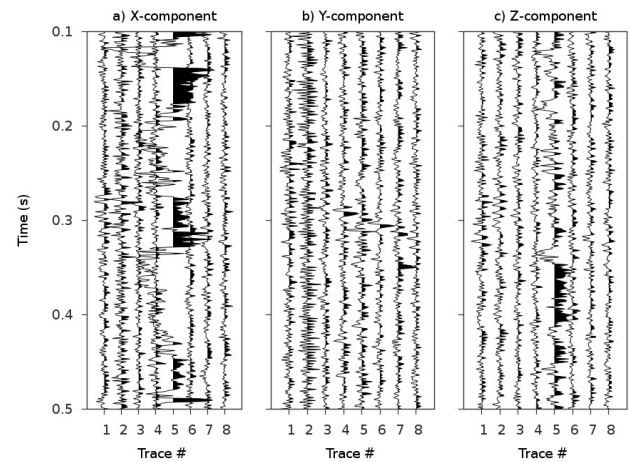 a) X-component b) Y-component c) Z-component
0.1
0.2
0.3
0.4
0.5
Time (s)
1 2 3 4 5 6 7 8 1 2 3 4 5 6 7 8 1 2 3 4 5 6 7 8
Trace # Trace # Trace #